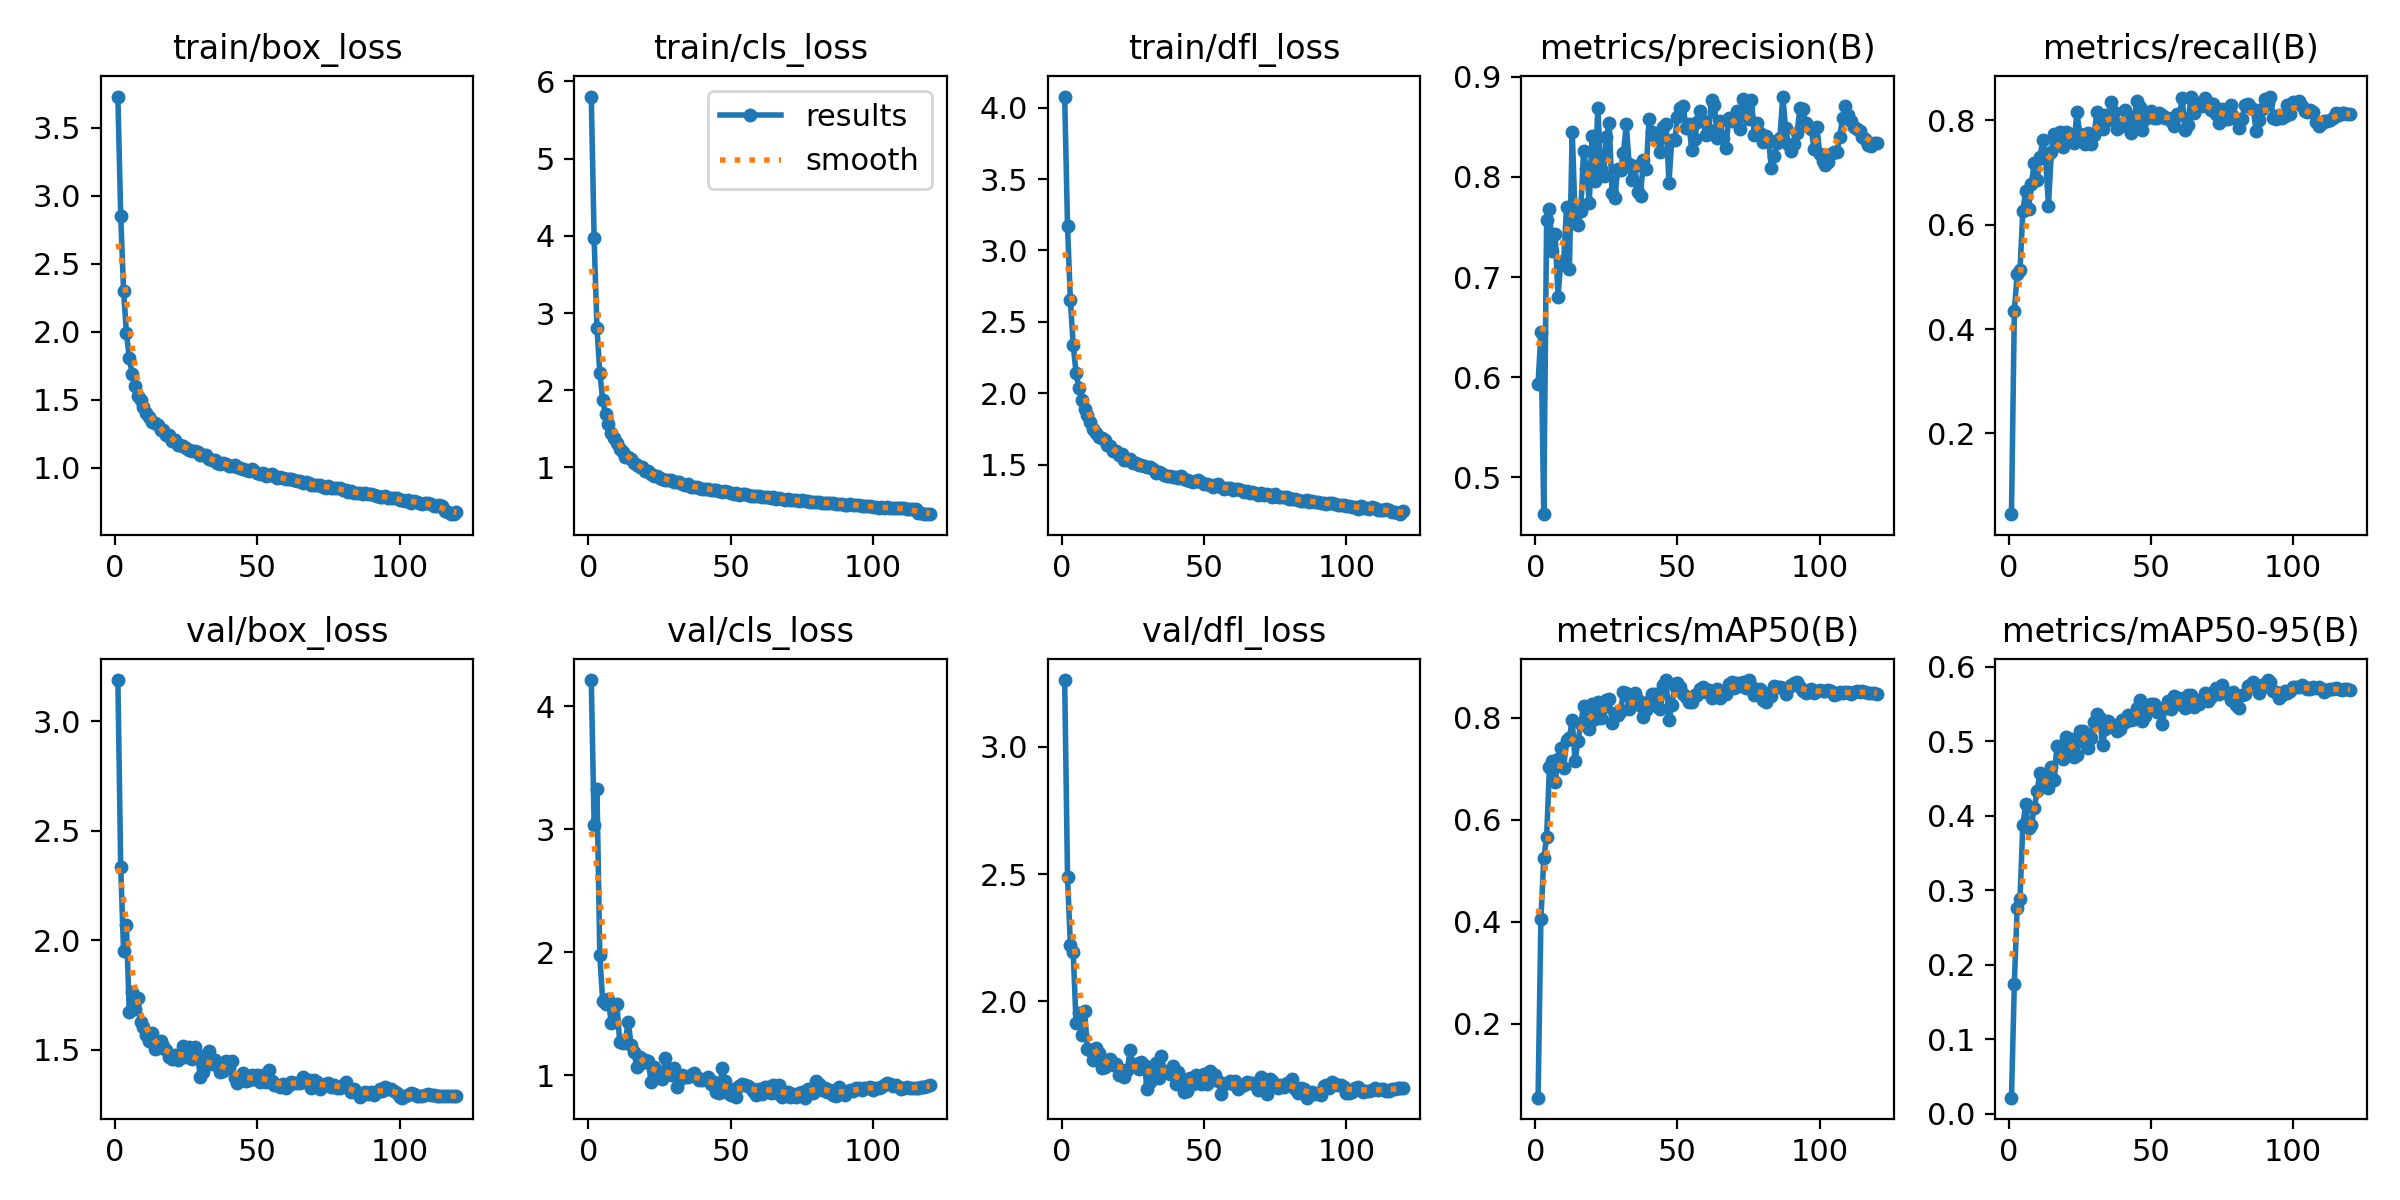 train/box_loss
3.5
3.0
2.5
2.0
1.5
1.0
0 50 100
train/cls_loss
results
smooth
6
5
4
3
2
1
0 50 100
train/dfl_loss
4.0
3.5
3.0
2.5
2.0
1.5
0 50 100
metrics/precision(B)
0.9
0.8
0.7
0.6
0.5
0 50 100
metrics/recall(B)
0.8
0.6
0.4
0.2
0 50 100
val/box_loss
3.0
2.5
2.0
1.5
0 50 100
val/cls_loss
4
3
2
1
0 50 100
val/dfl_loss
3.0
2.5
2.0
0 50 100
metrics/mAP50(B)
0.8
0.6
0.4
0.2
0 50 100
metrics/mAP50-95(B)
0.6
0.5
0.4
0.3
0.2
0.1
0.0
0 50 100